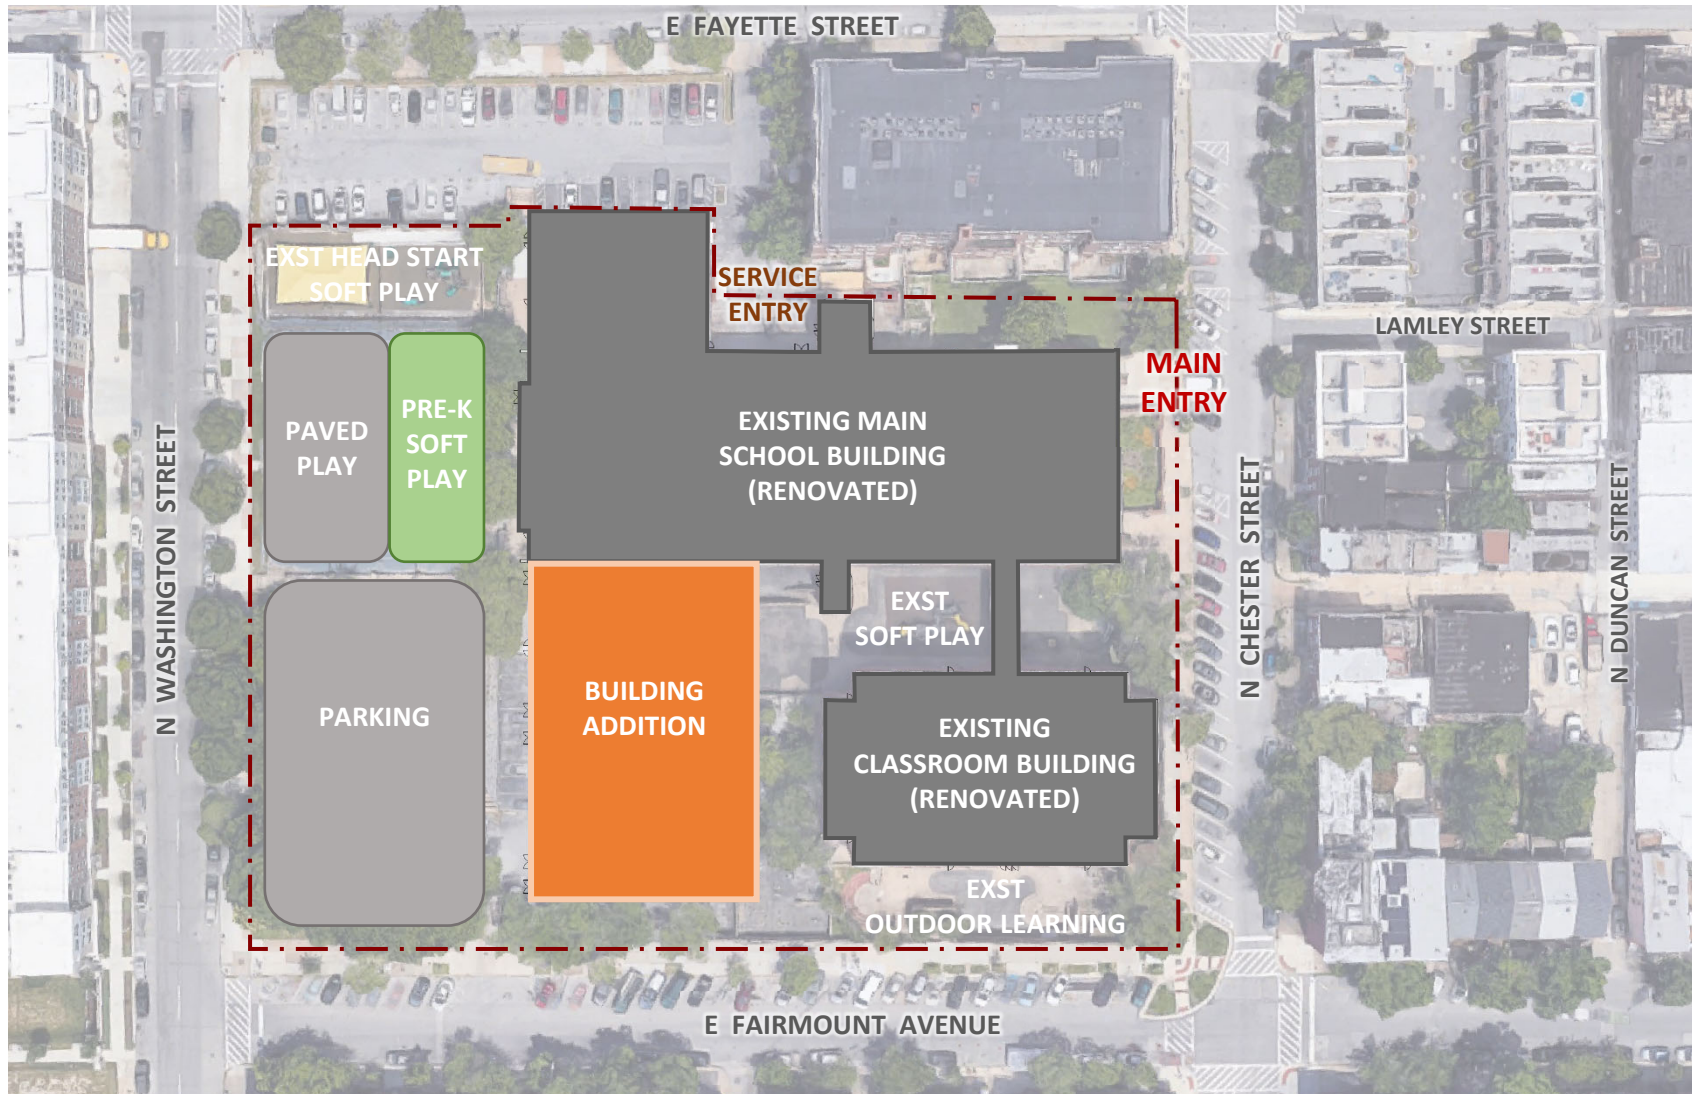 E FAYETTE STREET
EXST HEAD START
SOFT PLAY
SERVICE
ENTRY
LAMLEY STREET
MAIN
ENTRY
PAVED
PLAY
PRE-K
SOFT
PLAY
EXISTING MAIN
SCHOOL BUILDING
(RENOVATED)
N WASHINGTON STREET
N CHESTER STREET
N DUNCAN STREET
EXST
SOFT PLAY
PARKING
BUILDING
ADDITION
EXISTING
CLASSROOM BUILDING
(RENOVATED)
EXST
OUTDOOR LEARNING
E FAIRMOUNT AVENUE